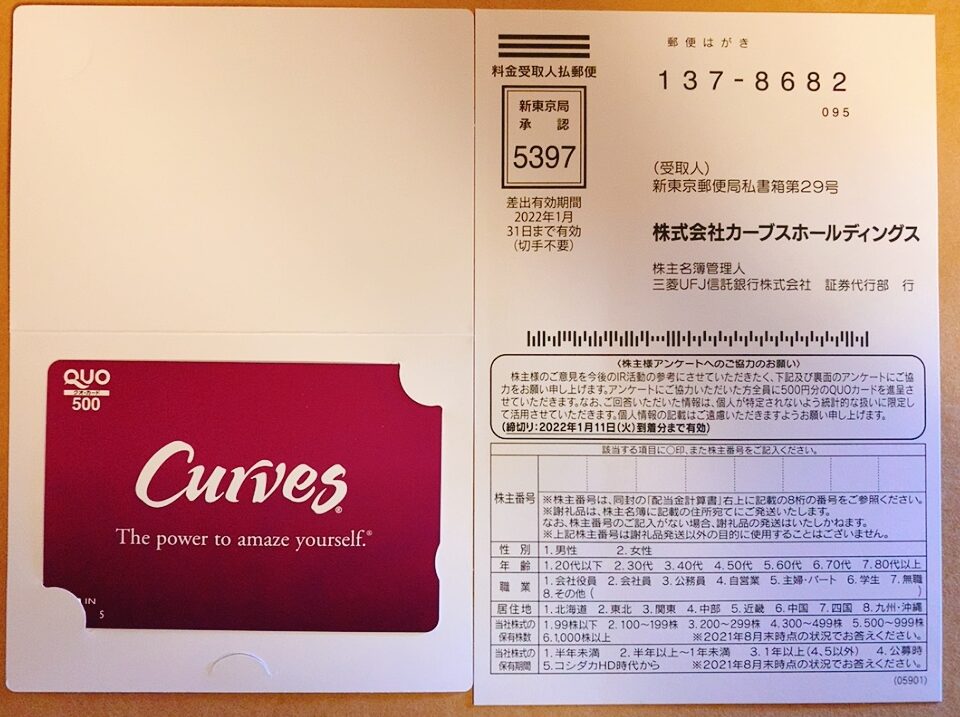 QUO
クオ・カード
500
Curves®
The power to amaze yourself.®
IN
5
郵便はがき
料金受取人払郵便
137-8682
095
新東京局
承 認
5397
差出有効期間
2022年1月
31日まで有効
(切手不要)
(受取人)
新東京郵便局私書箱第29号
株式会社カーブスホールディングス
株主名簿管理人
三菱UFJ信託銀行株式会社 証券代行部 行
〈株主様アンケートへのご協力のお願い〉
株主様のご意見を今後のIR活動の参考にさせていただきたく、下記及び裏面のアンケートにご協
力をお願い申し上げます。アンケートにご協力いただいた方全員に500円分のQUOカードを進呈さ
せていただきます。なお、ご回答いただいた情報は、個人が特定されないよう統計的な扱いに限定し
て活用させていただきます。個人情報の記載はご遠慮いただきますようお願い申し上げます。
(締切り:2022年1月11日(火)到着分まで有効)
該当する項目に〇印、また株主番号をご記入ください。
株主番号
※株主番号は、同封の「配当金計算書」右上に記載の8桁の番号をご参照ください。
※謝礼品は、株主名簿に記載の住所宛てにご発送いたします。
なお、株主番号のご記入がない場合、謝礼品の発送はいたしかねます。
※上記株主番号は謝礼品発送以外の目的に使用することはございません。
性 別 1.男性 2.女性
年 齢 1.20代以下 2.30代 3.40代 4.50代 5.60代 6.70代 7.80代以上
職 業 1.会社役員 2.会社員 3.公務員 4.自営業 5.主婦・パート 6.学生 7.無職
8.その他( )
居住地 1.北海道 2.東北 3.関東 4.中部 5.近畿 6.中国 7.四国 8.九州・沖縄
当社株式の保有株数 1.99株以下 2.100~199株 3.200~299株 4.300~499株 5.500~999株
6.1,000株以上 ※2021年8月末時点の状況でお答えください。
当社株式の保有期間 1.半年未満 2.半年以上~1年未満 3.1年以上(4、5以外) 4.公募時
5.コシダカHD時代から ※2021年8月末時点の状況でお答えください。
(05901)